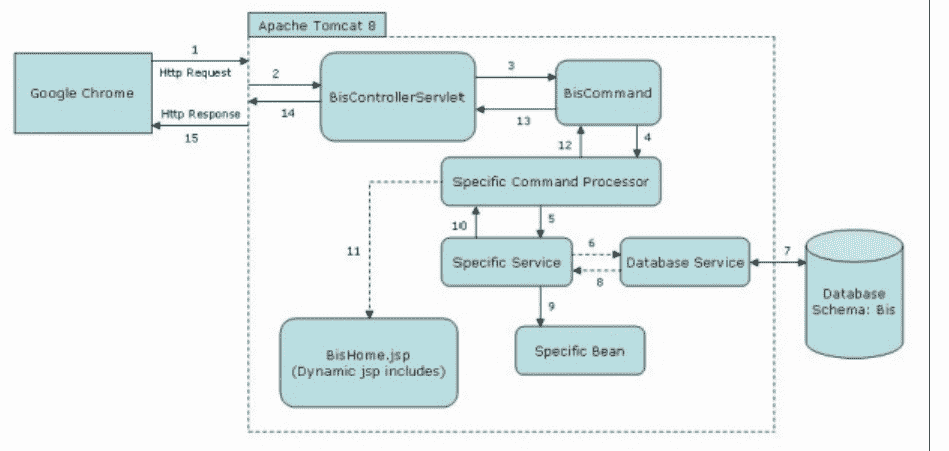 Apache Tomcat 8
1
Http Request
2
3
Google Chrome
BisControllerServlet
BisCommand
Http Response
14
13
15
12
4
Specific Command Processor
10
5
11
6
7
Specific Service
Database Service
8
Database
Schema: Bis
9
BisHome.jsp
(Dynamic jsp includes)
Specific Bean